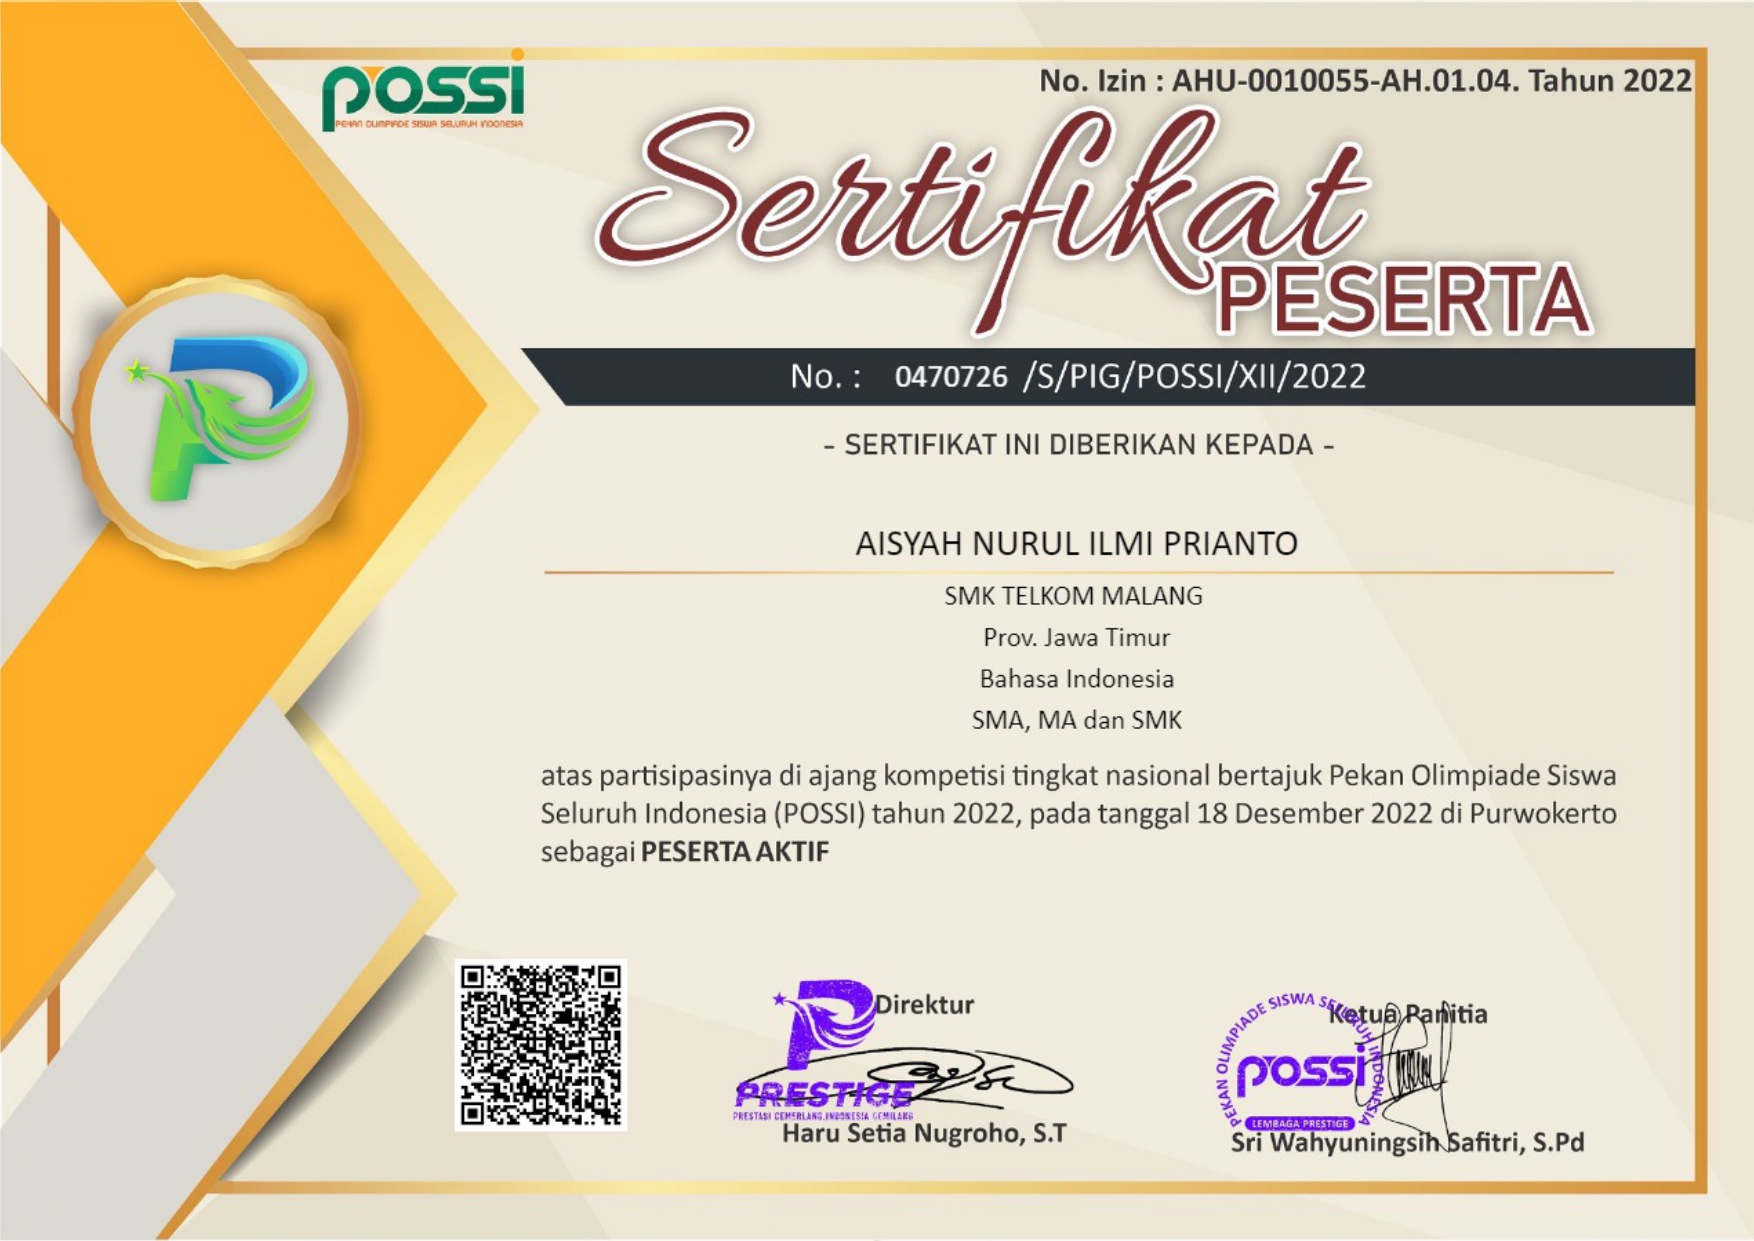 POSSI
PEKAN OLIMPIADE SISWA SELURUH INDONESIA
No. Izin : AHU-0010055-AH.01.04. Tahun 2022
Sertifikat
PESERTA
No. : 0470726 /S/PIG/POSSI/XII/2022
- SERTIFIKAT INI DIBERIKAN KEPADA -
AISYAH NURUL ILMI PRIANTO
SMK TELKOM MALANG
Prov. Jawa Timur
Bahasa Indonesia
SMA, MA dan SMK
atas partisipasinya di ajang kompetisi tingkat nasional bertajuk Pekan Olimpiade Siswa
Seluruh Indonesia (POSSI) tahun 2022, pada tanggal 18 Desember 2022 di Purwokerto
sebagai PESERTA AKTIF
Direktur
PRESTIGE
PRESTASI CEMERLANG, INDONESIA GEMILANG
Haru Setia Nugroho, S.T
Ketua Panitia
PEKAN OLIMPIADE SISWA SELURUH INDONESIA
POSSI
LEMBAGA PRESTIGE
Sri Wahyuningsih Safitri, S.Pd